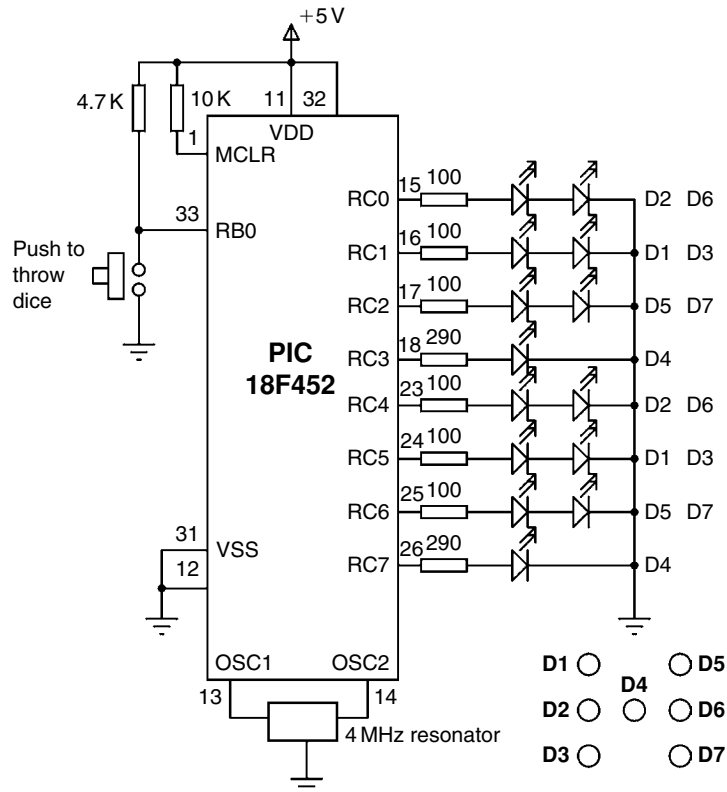 +5 V
4.7 K
10 K
11
32
VDD
1
MCLR
33
RB0
Push to
throw
dice
PIC
18F452
RC0
15
100
D2 D6
RC1
16
100
D1 D3
RC2
17
100
D5 D7
RC3
18
290
D4
RC4
23
100
D2 D6
RC5
24
100
D1 D3
RC6
25
100
D5 D7
RC7
26
290
D4
31
VSS
12
OSC1
OSC2
13
14
4 MHz resonator
D1
D5
D4
D2
D6
D3
D7